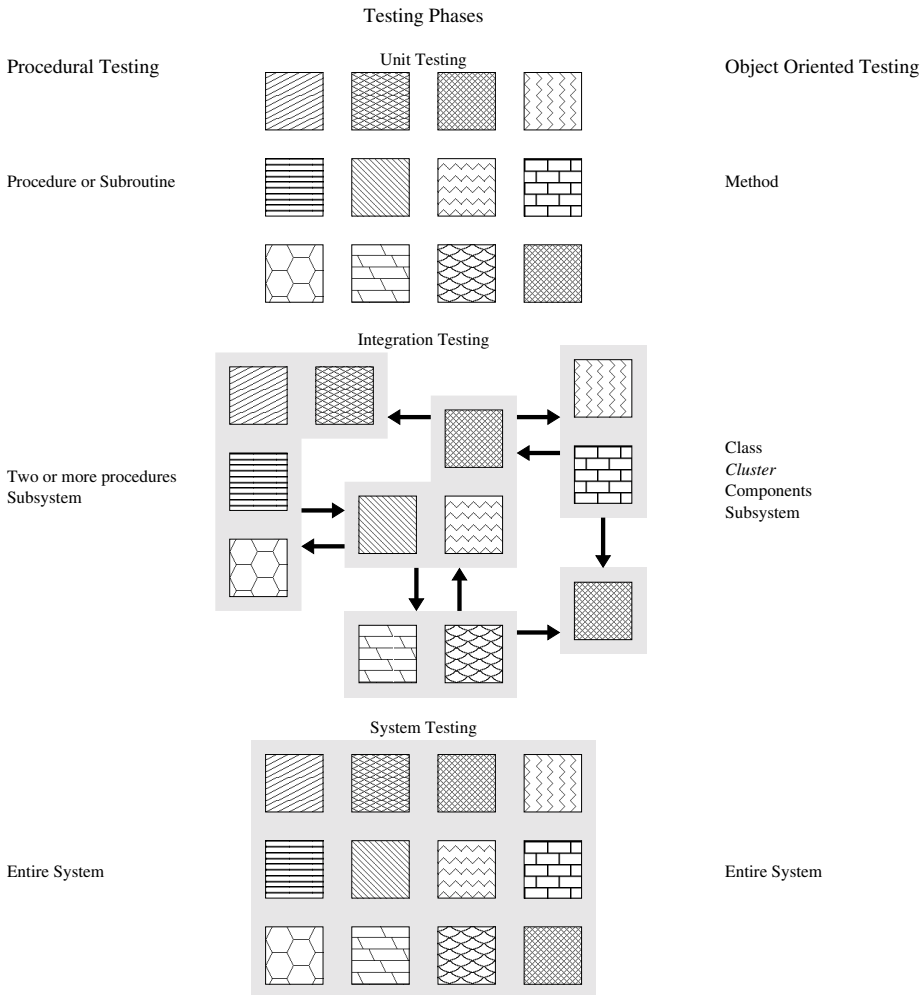 Testing Phases
Procedural Testing
Unit Testing
Object Oriented Testing
Procedure or Subroutine
Method
Integration Testing
Two or more procedures
Subsystem
Class
Cluster
Components
Subsystem
System Testing
Entire System
Entire System